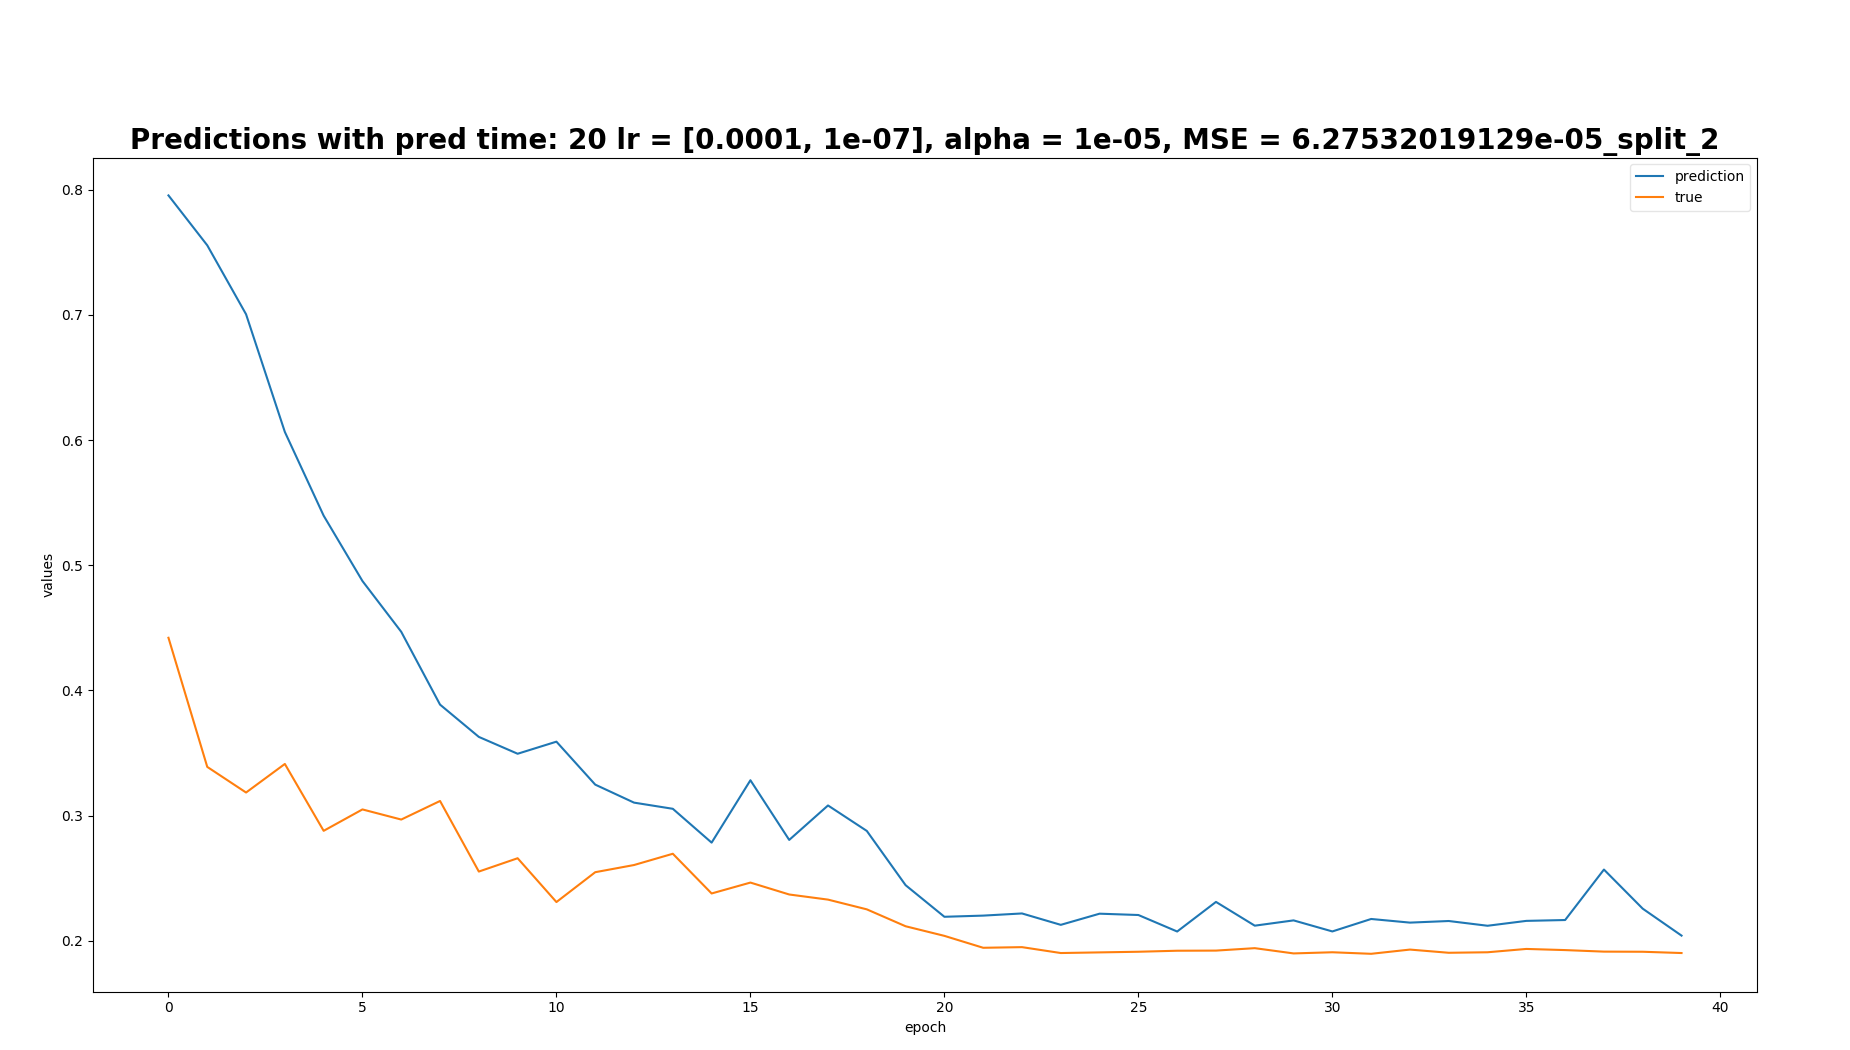 Predictions with pred time: 20 lr = [0.0001, 1e-07], alpha = 1e-05, MSE = 6.27532019129e-05_split_2
prediction
true
0.8
0.7
0.6
0.5
0.4
0.3
0.2
values
0 5 10 15 20 25 30 35 40
epoch